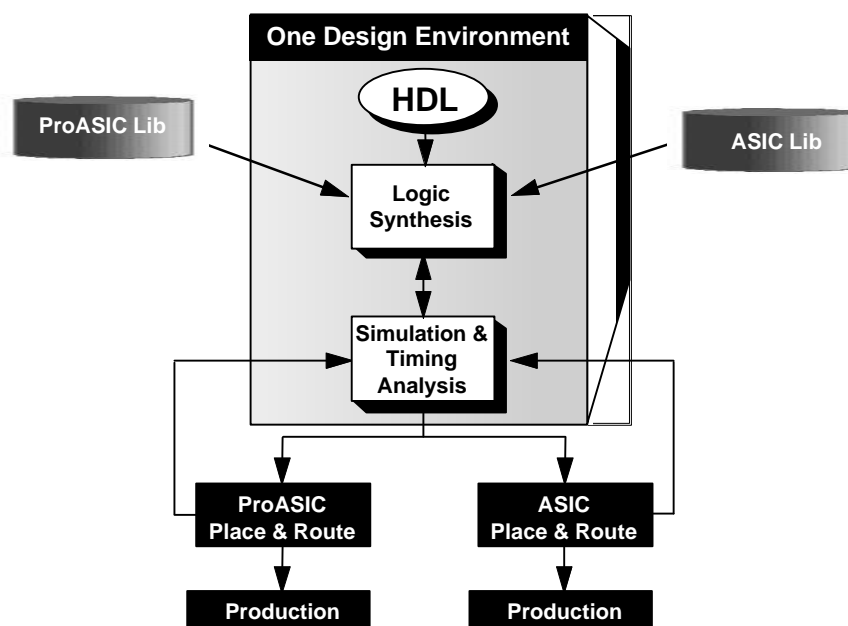 One Design Environment
HDL
ProASIC Lib
ASIC Lib
Logic
Synthesis
Simulation &
Timing
Analysis
ProASIC
Place & Route
ASIC
Place & Route
Production
Production